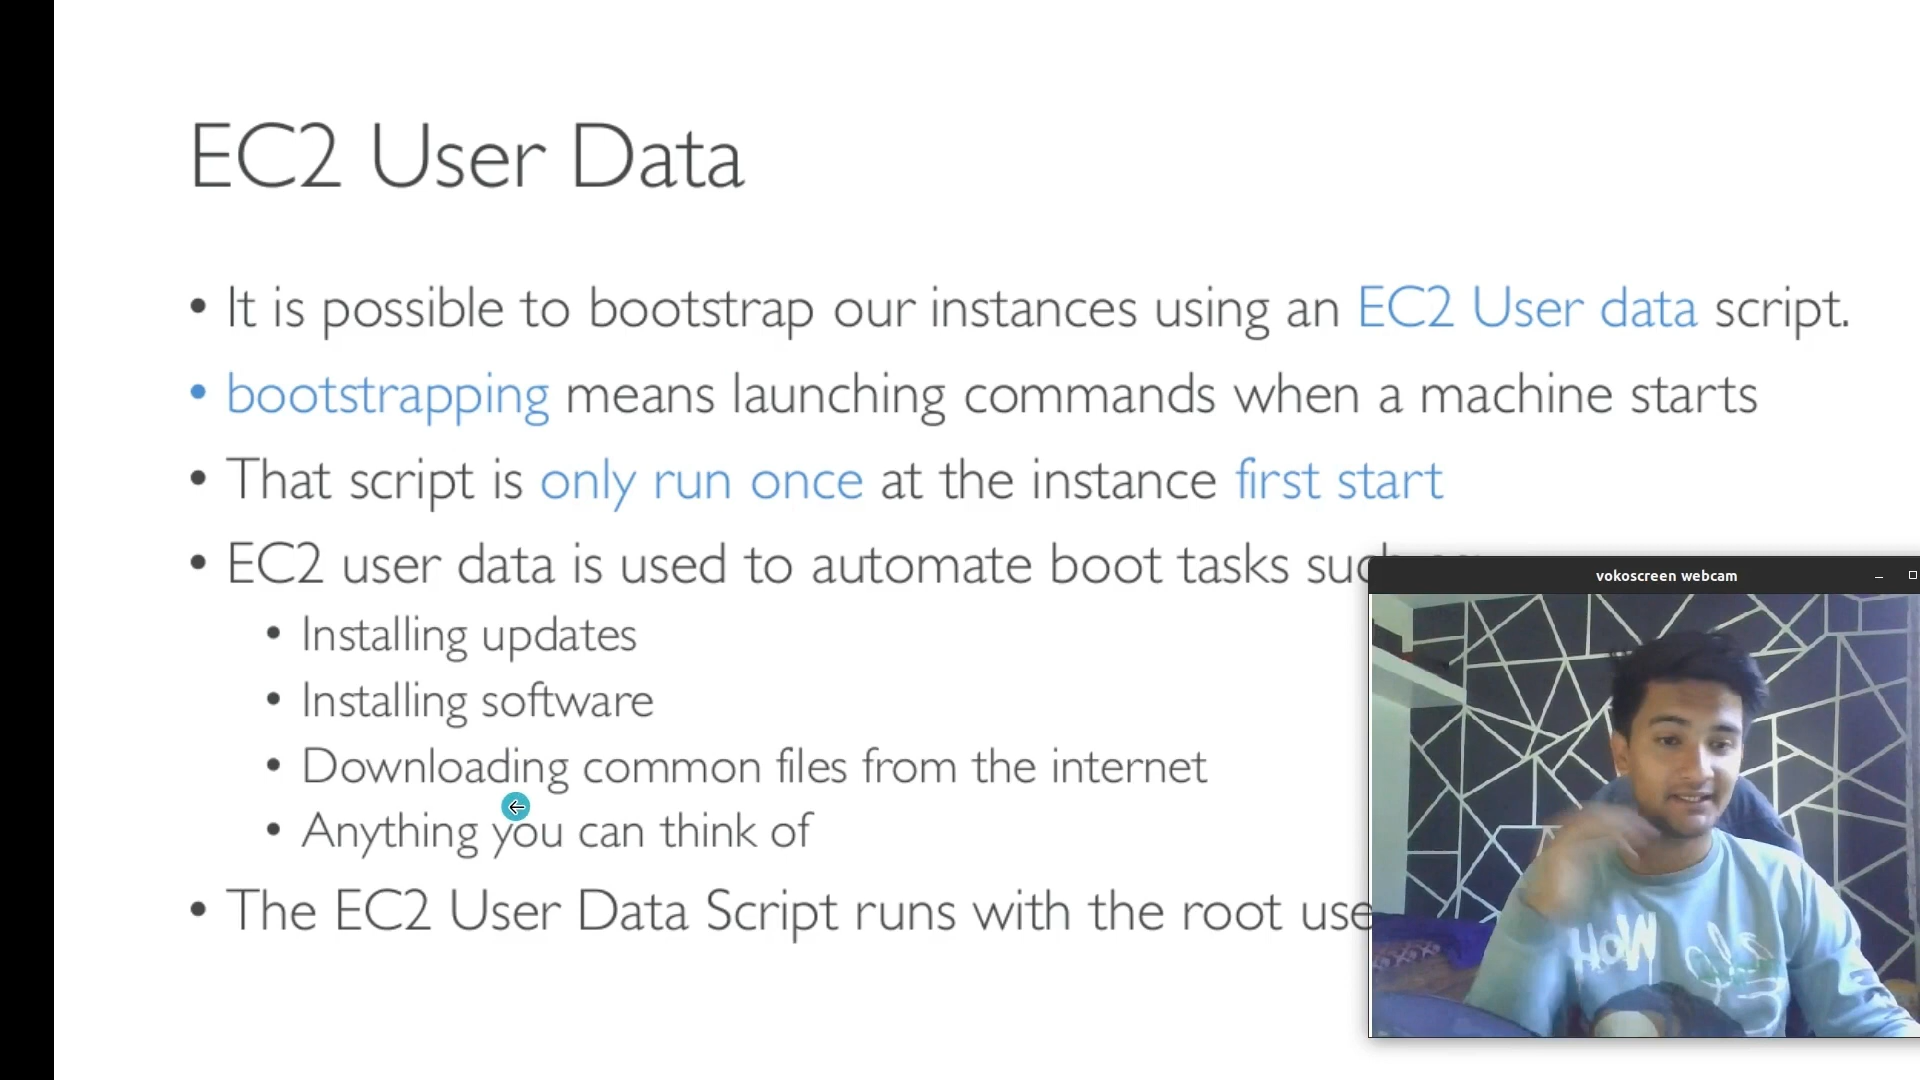 EC2 User Data
• It is possible to bootstrap our instances using an EC2 User data script.
• bootstrapping means launching commands when a machine starts
• That script is only run once at the instance first start
• EC2 user data is used to automate boot tasks such
• Installing updates
• Installing software
• Downloading common files from the internet
• Anything you can think of
• The EC2 User Data Script runs with the root use
vokoscreen webcam